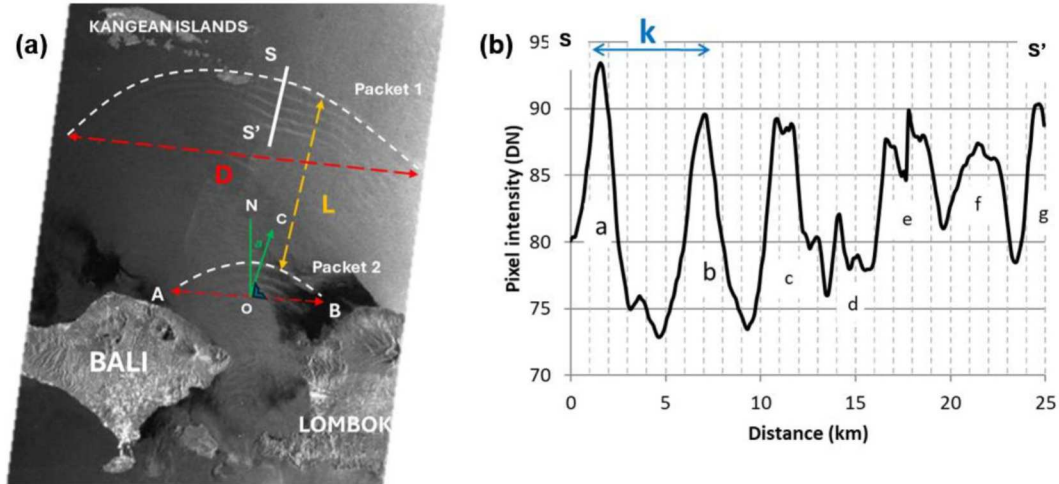 (a)
KANGEAN ISLANDS
S
Packet 1
S'
D
L
N
C
a
Packet 2
A
O
B
BALI
LOMBOK
(b)
S
k
S'
Pixel intensity (DN)
95
90
85
80
75
70
a
b
c
d
e
f
g
0
5
10
15
20
25
Distance (km)